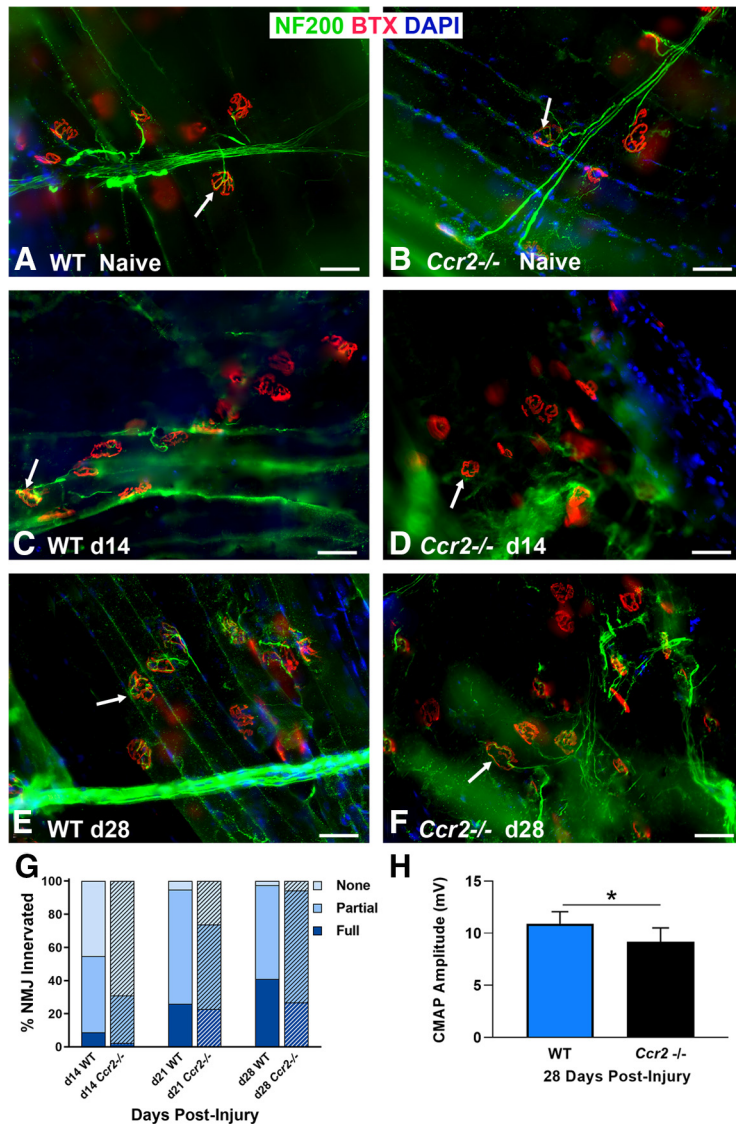 NF200 BTX DAPI
A WT Naive
B Ccr2-/- Naive
C WT d14
D Ccr2-/- d14
E WT d28
F Ccr2-/- d28
G
% NMJ Innervated
100
80
60
40
20
0
None
Partial
Full
d14 WT
d14 Ccr2-/-
d21 WT
d21 Ccr2-/-
d28 WT
d28 Ccr2-/-
Days Post-Injury
H
CMAP Amplitude (mV)
15
10
5
0
*
WT
Ccr2 -/-
28 Days Post-Injury